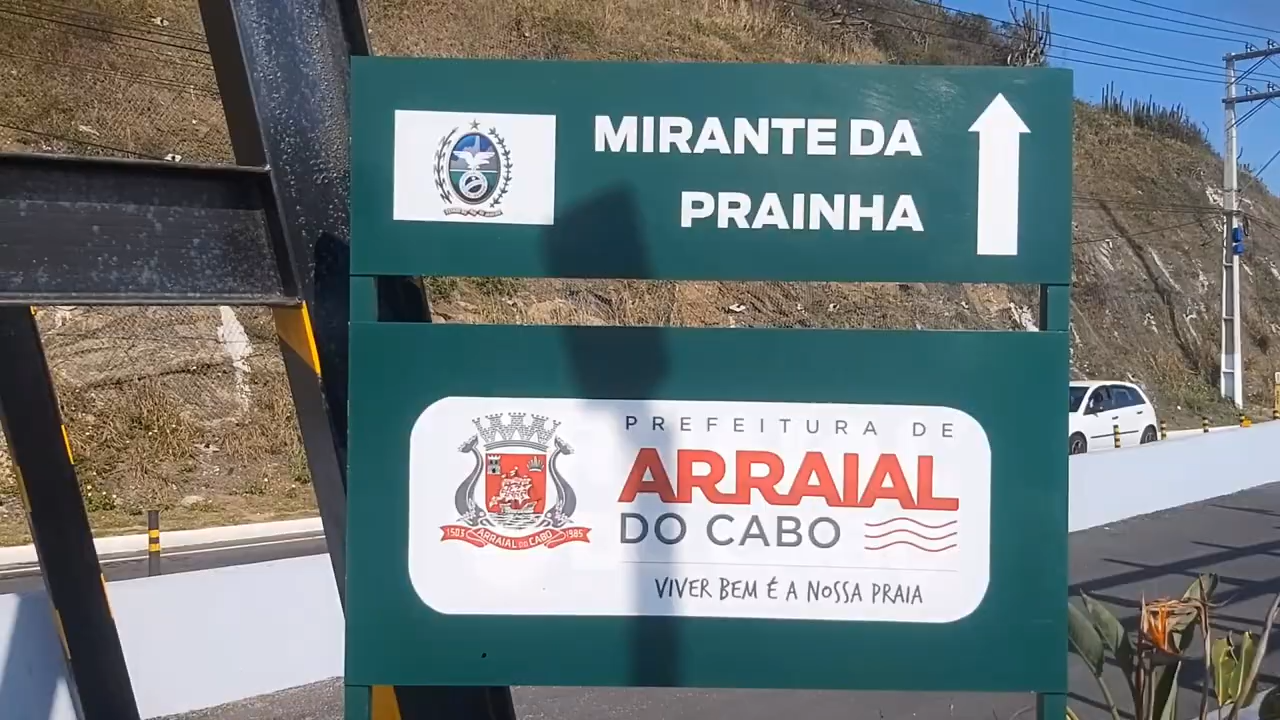 MIRANTE DA
PRAINHA
PREFEITURA DE
ARRAIAL
DO CABO
1503 ARRAIAL DO CABO 1985
VIVER BEM É A NOSSA PRAIA